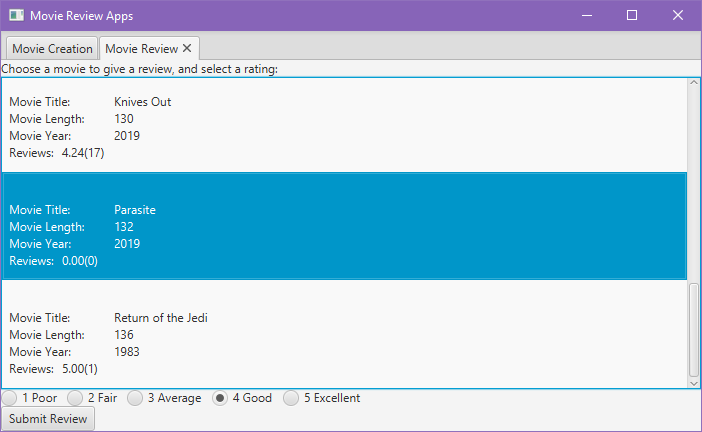 Movie Review Apps
Movie Creation Movie Review
Choose a movie to give a review, and select a rating:
Movie Title: Knives Out
Movie Length: 130
Movie Year: 2019
Reviews: 4.24(17)
Movie Title: Parasite
Movie Length: 132
Movie Year: 2019
Reviews: 0.00(0)
Movie Title: Return of the Jedi
Movie Length: 136
Movie Year: 1983
Reviews: 5.00(1)
1 Poor 2 Fair 3 Average 4 Good 5 Excellent
Submit Review